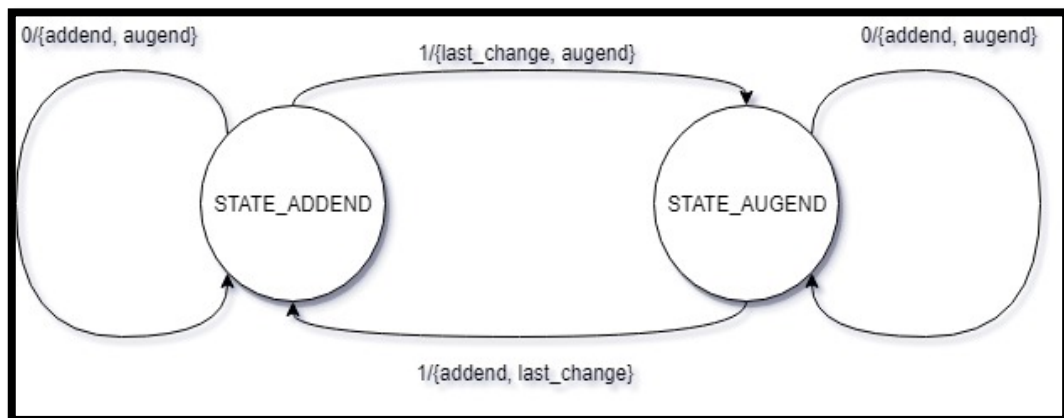 0/{addend, augend}
0/{addend, augend}
1/{last_change, augend}
STATE_ADDEND
STATE_AUGEND
1/{addend, last_change}